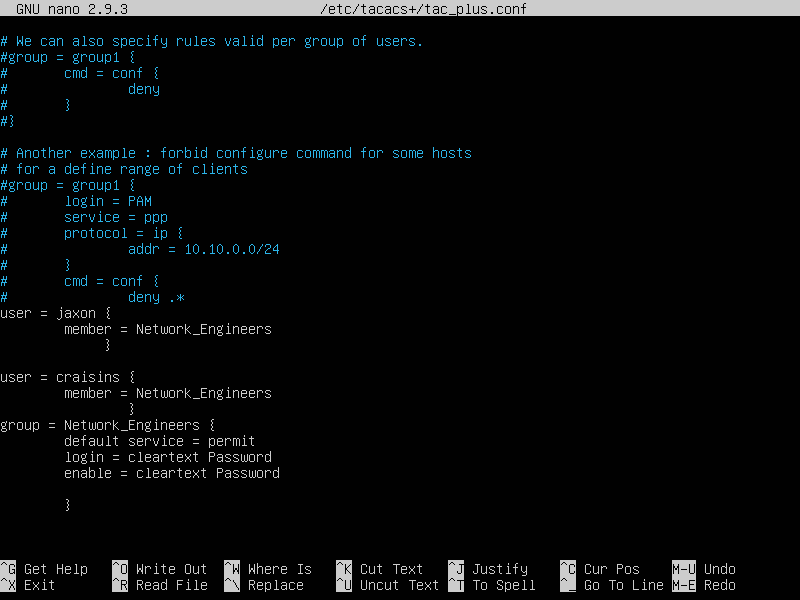 GNU nano 2.9.3 /etc/tacacs+/tac_plus.conf
# We can also specify rules valid per group of users.
#group = group1 {
#       cmd = conf {
#               deny
#       }
#}
# Another example : forbid configure command for some hosts
# for a define range of clients
#group = group1 {
#       login = PAM
#       service = ppp
#       protocol = ip {
#               addr = 10.10.0.0/24
#       }
#       cmd = conf {
#               deny .*
user = jaxon {
        member = Network_Engineers
             }
user = craisins {
        member = Network_Engineers
                }
group = Network_Engineers {
        default service = permit
        login = cleartext Password
        enable = cleartext Password
        }
^G Get Help ^O Write Out ^W Where Is ^K Cut Text ^J Justify ^C Cur Pos M-U Undo
^X Exit ^R Read File ^\ Replace ^U Uncut Text ^T To Spell ^_ Go To Line M-E Redo